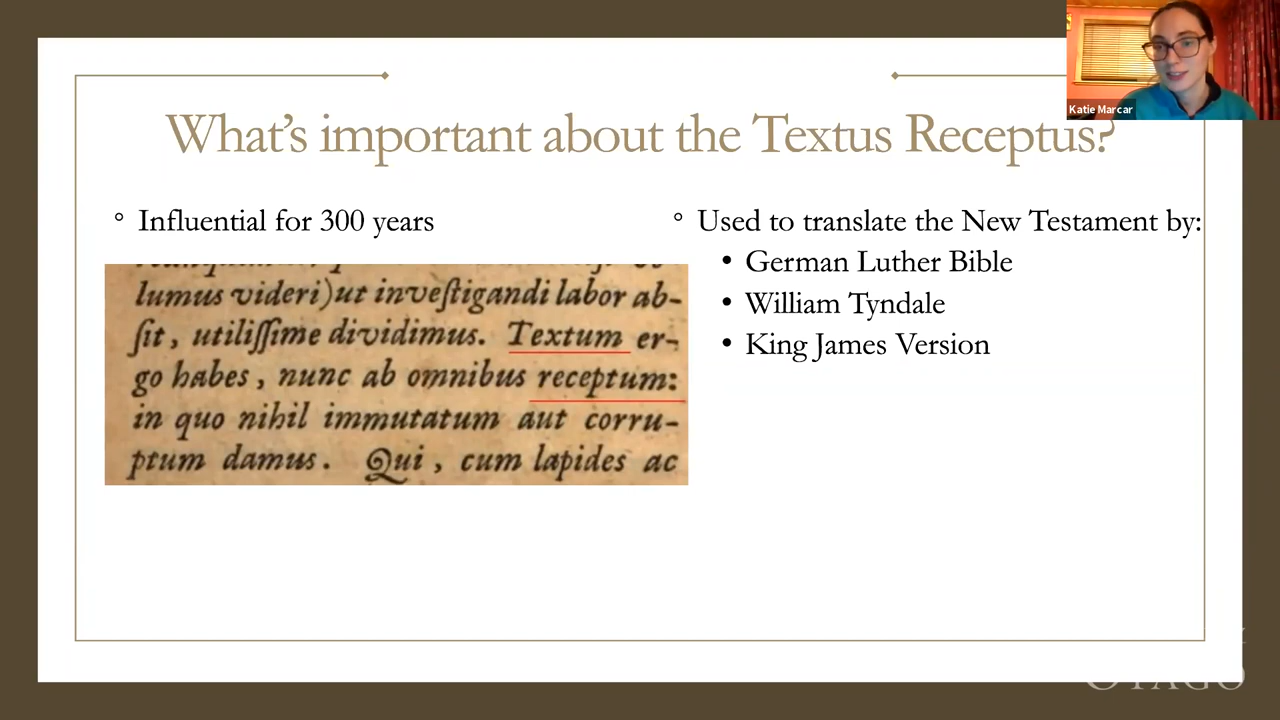 Katie Marcar
What's important about the Textus Receptus?
° Influential for 300 years
lumus videri) ut inveſtigandi labor ab-
ſit, utiliſſime dividimus. Textum er-
go habes, nunc ab omnibus receptum:
in quo nihil immutatum aut corru-
ptum damus. Qui, cum lapides ac
° Used to translate the New Testament by:
• German Luther Bible
• William Tyndale
• King James Version
OTAGO